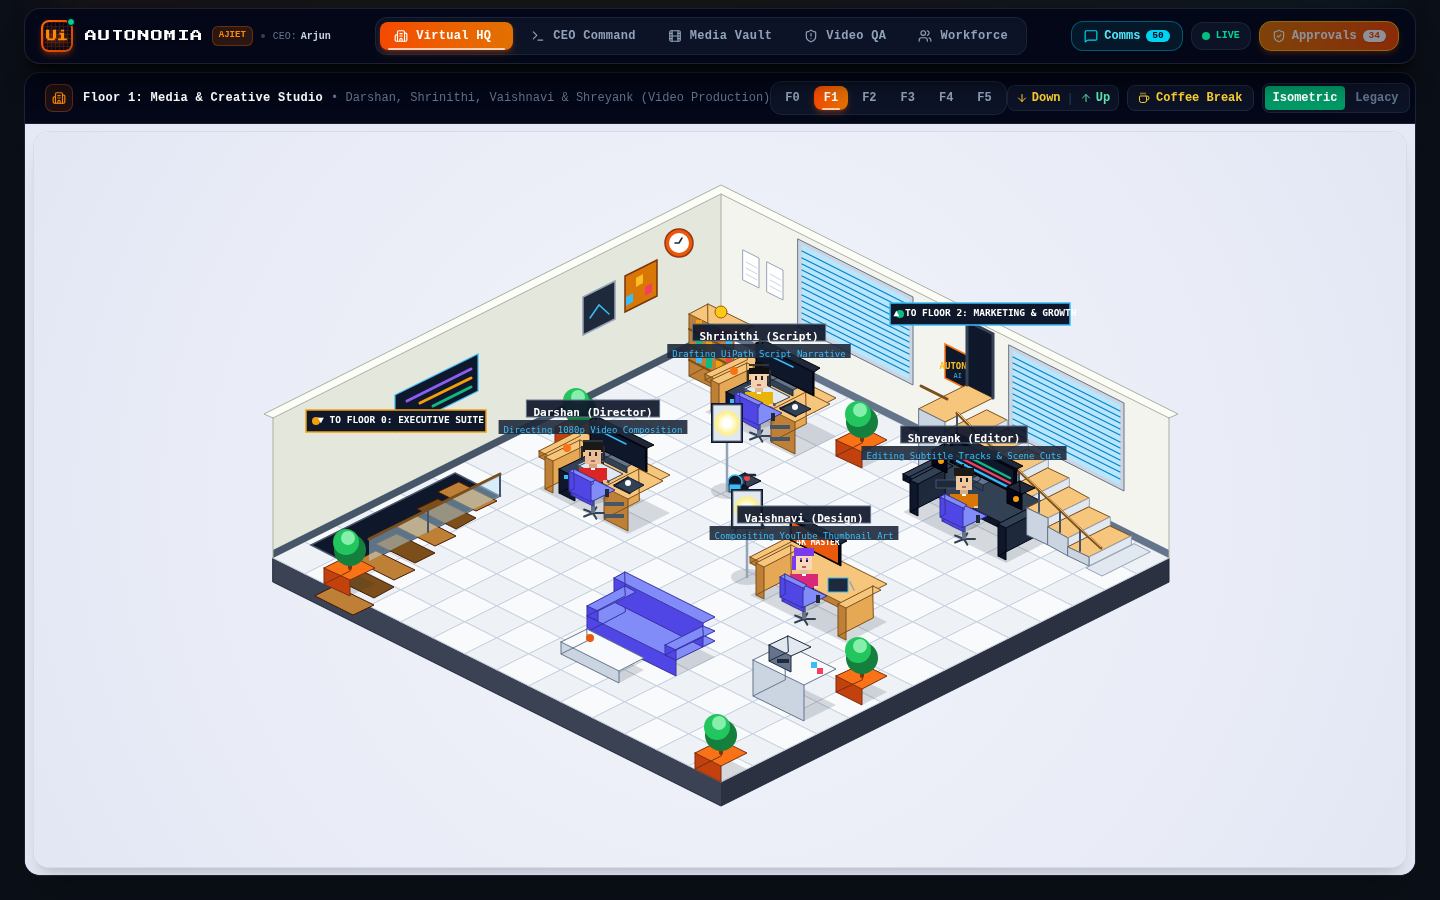 Ui AUTONOMIA AJIET • CEO: Arjun
Virtual HQ CEO Command Media Vault Video QA Workforce
Comms 50 LIVE Approvals 34
Floor 1: Media & Creative Studio • Darshan, Shrinithi, Vaishnavi & Shreyank (Video Production)
F0 F1 F2 F3 F4 F5
Down | Up Coffee Break Isometric Legacy
▲ TO FLOOR 2: MARKETING & GROWT
Shrinithi (Script)
Drafting UiPath Script Narrative
AUTON
AI
▼ TO FLOOR 0: EXECUTIVE SUITE
Darshan (Director)
Directing 1080p Video Composition
Shreyank (Editor)
Editing Subtitle Tracks & Scene Cuts
Vaishnavi (Design)
Compositing YouTube Thumbnail Art
4K MASTER